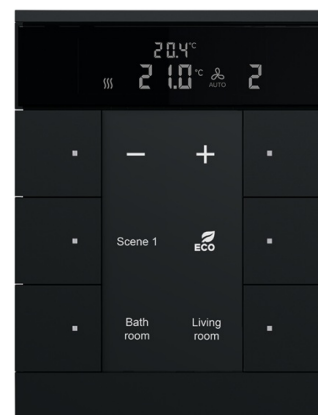 20.4°C
21.0 °C AUTO 2
− +
Scene 1 ECO
Bath room
Living room